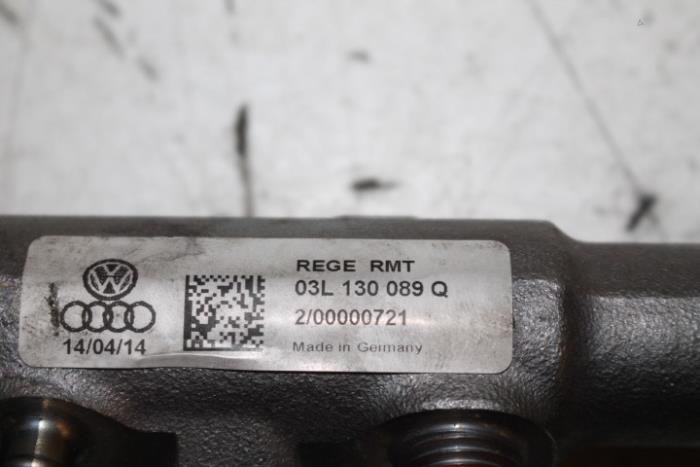 14/04/14
REGE RMT
03L 130 089 Q
2/00000721
Made in Germany